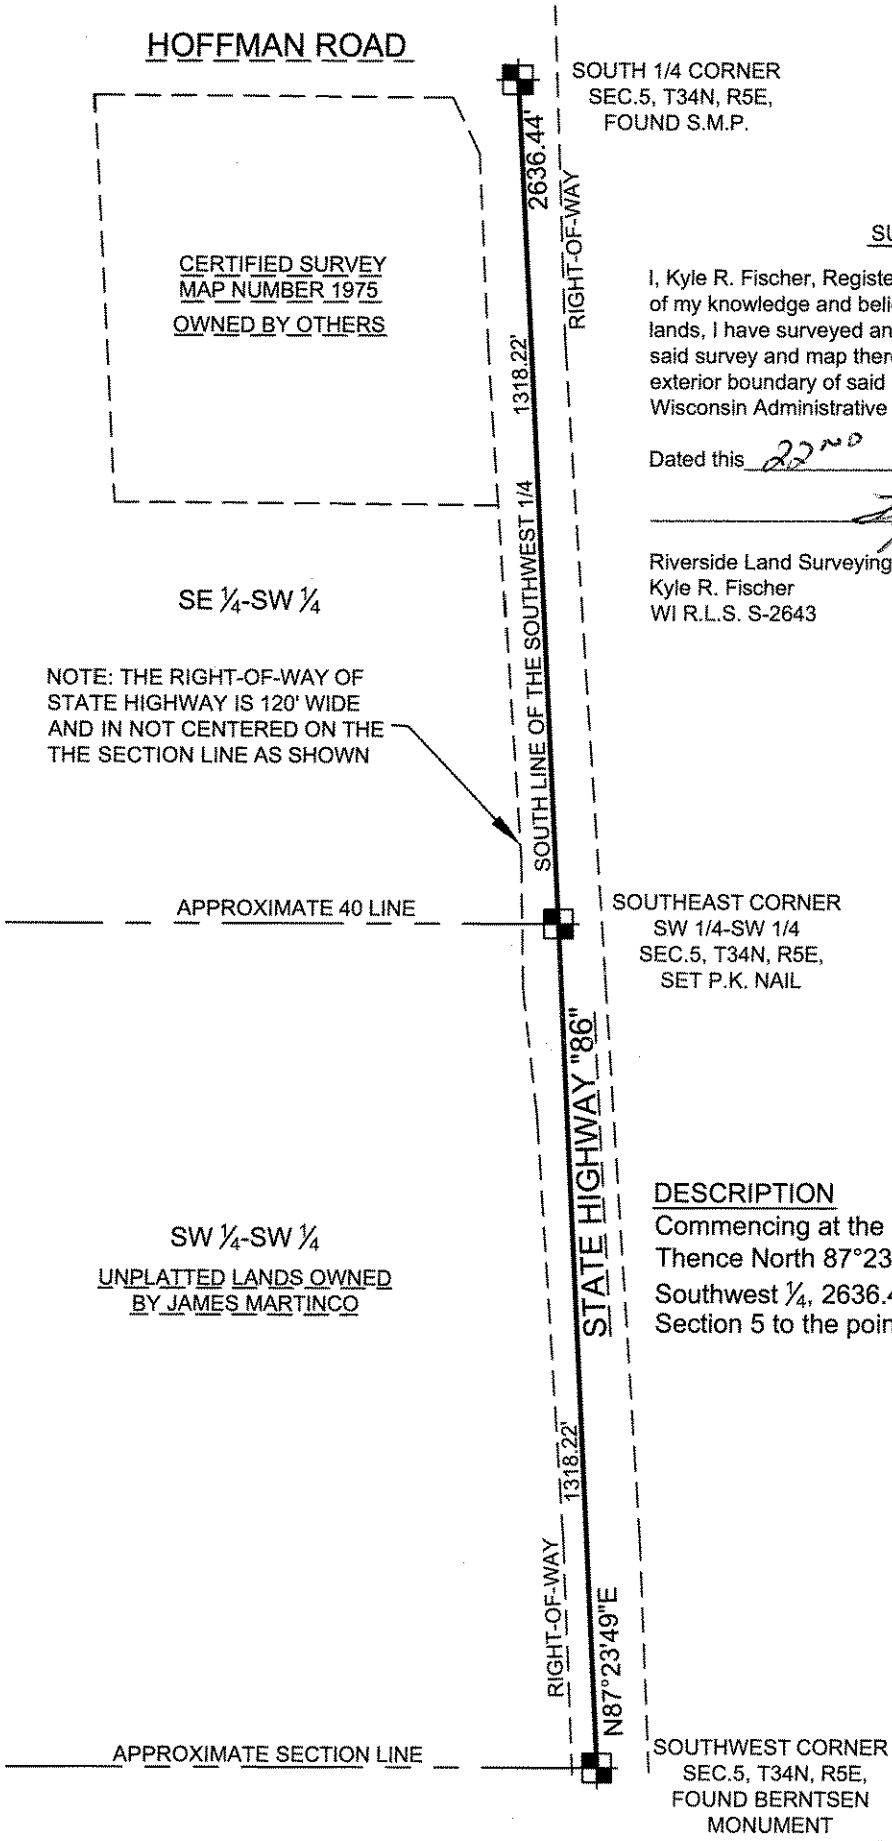 HOFFMAN ROAD
SOUTH 1/4 CORNER
SEC.5, T34N, R5E,
FOUND S.M.P.
2636.44'
RIGHT-OF-WAY
CERTIFIED SURVEY
MAP NUMBER 1975
OWNED BY OTHERS
SU
I, Kyle R. Fischer, Registe
of my knowledge and beli
lands, I have surveyed an
said survey and map ther
exterior boundary of said
Wisconsin Administrative
Dated this 22ND
Riverside Land Surveying
Kyle R. Fischer
WI R.L.S. S-2643
1318.22'
SOUTH LINE OF THE SOUTHWEST 1/4
SE ¼-SW ¼
NOTE: THE RIGHT-OF-WAY OF
STATE HIGHWAY IS 120' WIDE
AND IN NOT CENTERED ON THE
THE SECTION LINE AS SHOWN
APPROXIMATE 40 LINE
SOUTHEAST CORNER
SW 1/4-SW 1/4
SEC.5, T34N, R5E,
SET P.K. NAIL
STATE HIGHWAY "86"
DESCRIPTION
Commencing at the
Thence North 87°23
Southwest ¼, 2636.4
Section 5 to the poin
SW ¼-SW ¼
UNPLATTED LANDS OWNED
BY JAMES MARTINCO
1318.22'
RIGHT-OF-WAY
N87°23'49"E
APPROXIMATE SECTION LINE
SOUTHWEST CORNER
SEC.5, T34N, R5E,
FOUND BERNTSEN
MONUMENT